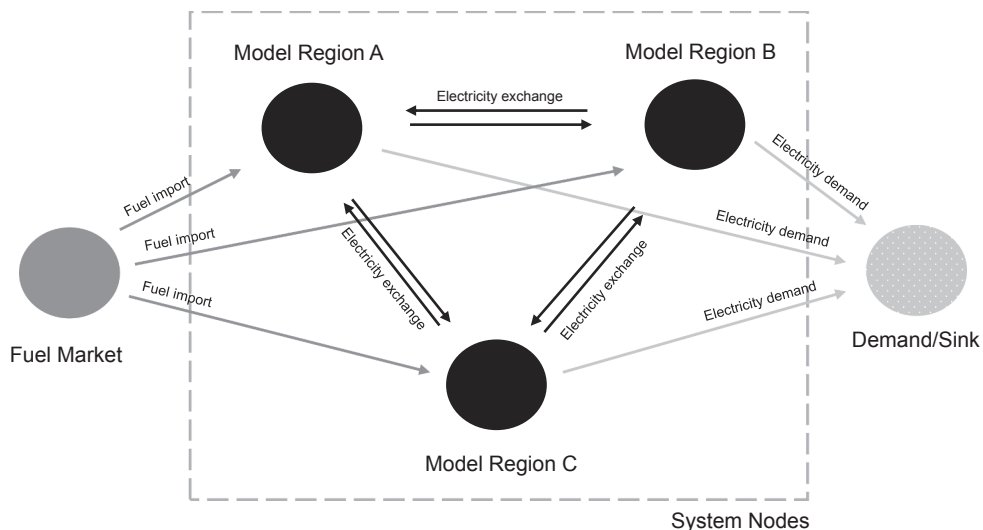 Model Region A
Model Region B
Electricity exchange
Fuel import
Electricity demand
Fuel import
Electricity demand
Electricity exchange
Electricity exchange
Fuel import
Electricity demand
Fuel Market
Demand/Sink
Model Region C
System Nodes